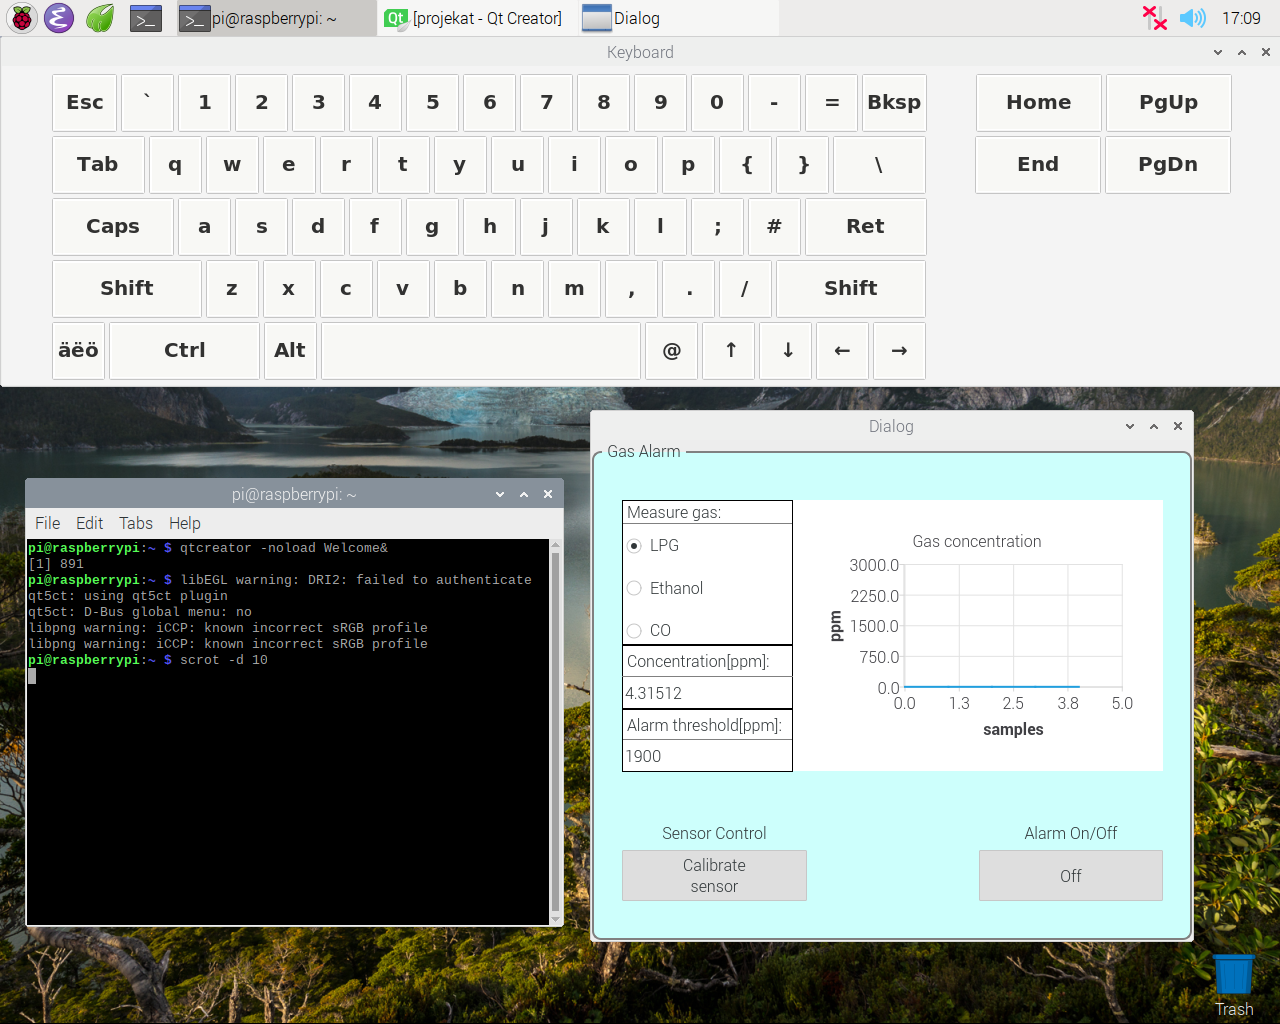 pi@raspberrypi: ~
Qt [projekat - Qt Creator]
Dialog
17:09
Keyboard
Esc ` 1 2 3 4 5 6 7 8 9 0 - = Bksp Home PgUp
Tab q w e r t y u i o p { } \ End PgDn
Caps a s d f g h j k l ; # Ret
Shift z x c v b n m , . / Shift
äëö Ctrl Alt @ ↑ ↓ ← →
pi@raspberrypi: ~
File Edit Tabs Help
pi@raspberrypi:~ $ qtcreator -noload Welcome&
[1] 891
pi@raspberrypi:~ $ libEGL warning: DRI2: failed to authenticate
qt5ct: using qt5ct plugin
qt5ct: D-Bus global menu: no
libpng warning: iCCP: known incorrect sRGB profile
libpng warning: iCCP: known incorrect sRGB profile
pi@raspberrypi:~ $ scrot -d 10
Dialog
Gas Alarm
Measure gas:
LPG
Ethanol
CO
Concentration[ppm]:
4.31512
Alarm threshold[ppm]:
1900
Gas concentration
ppm
3000.0
2250.0
1500.0
750.0
0.0
0.0 1.3 2.5 3.8 5.0
samples
Sensor Control
Calibrate
sensor
Alarm On/Off
Off
Trash